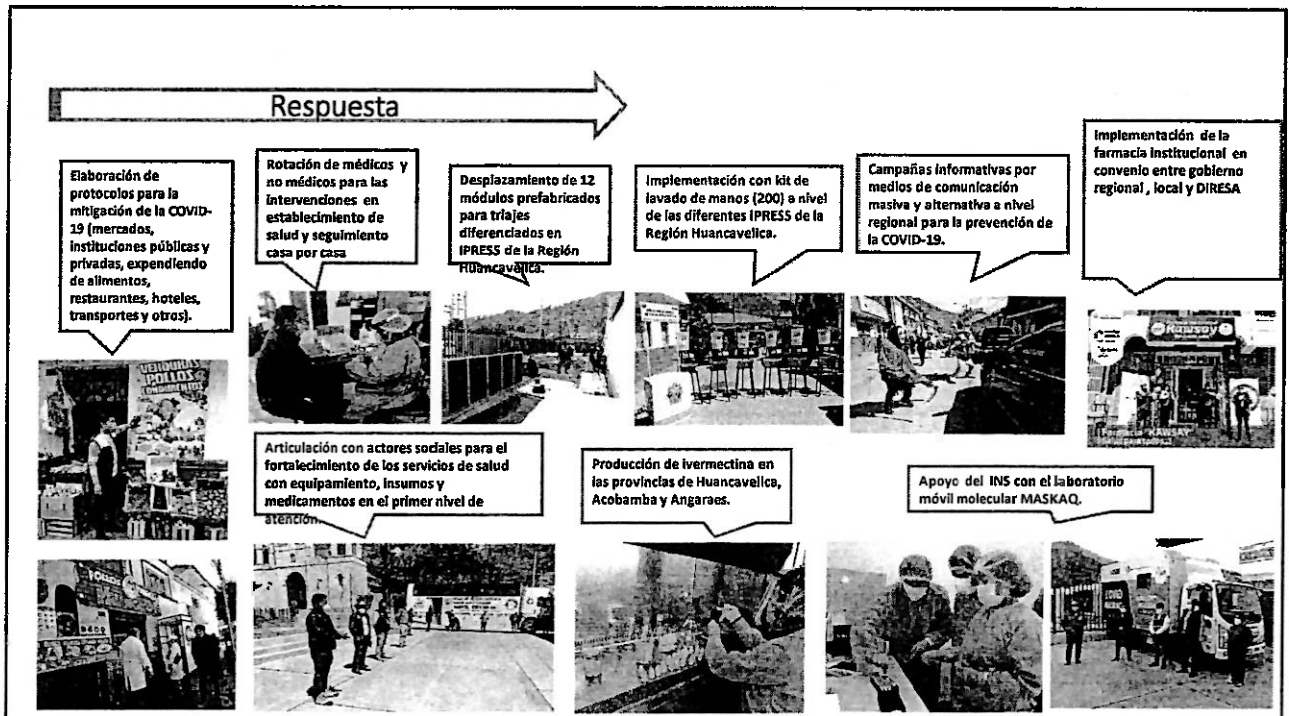 Respuesta
Elaboración de
protocolos para la
mitigación de la COVID-
19 (mercados,
instituciones públicas y
privadas, expendiendo
de alimentos,
restaurantes, hoteles,
transportes y otros).
Rotación de médicos y
no médicos para las
intervenciones en
establecimiento de
salud y seguimiento
casa por casa
Desplazamiento de 12
módulos prefabricados
para triajes
diferenciados en
IPRESS de la Región
Huancavelica.
Implementación con kit de
lavado de manos (200) a nivel
de las diferentes IPRESS de la
Región Huancavelica.
Campañas informativas por
medios de comunicación
masiva y alternativa a nivel
regional para la prevención de
la COVID-19.
Implementación de la
farmacia institucional en
convenio entre gobierno
regional , local y DIRESA
POLLOS
CONDIMENTOS
Kawsay
Farmacia "KAWSAY"
Articulación con actores sociales para el
fortalecimiento de los servicios de salud
con equipamiento, insumos y
medicamentos en el primer nivel de
atención.
Producción de ivermectina en
las provincias de Huancavelica,
Acobamba y Angaraes.
Apoyo del INS con el laboratorio
móvil molecular MASKAQ.
POLLOS